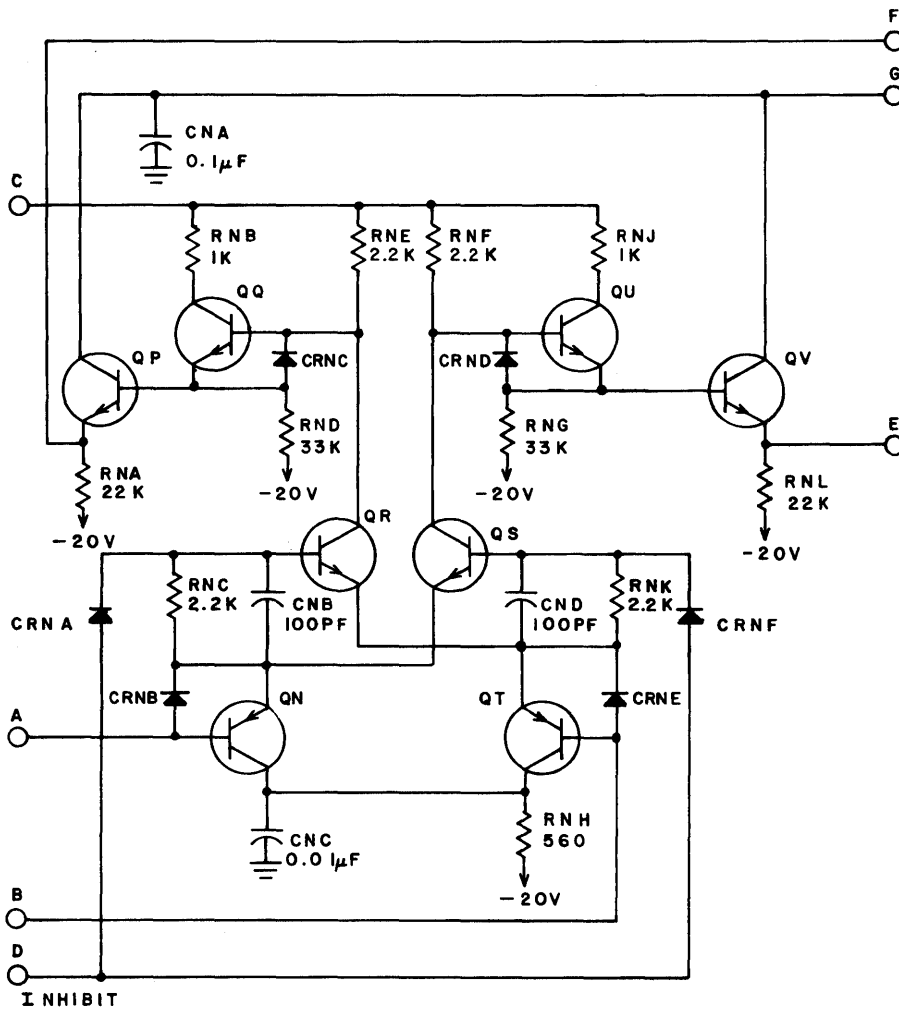 F
G
CNA
0.1μF
C
RNB
1K
RNE
2.2K
RNF
2.2K
RNJ
1K
QQ
QU
QP
CRNC
CRND
QV
E
RND
33K
RNG
33K
RNA
22K
-20V
-20V
RNL
22K
-20V
QR
QS
-20V
RNC
2.2K
CNB
100PF
CND
100PF
RNK
2.2K
CRNA
CRNF
CRNB
QN
QT
CRNE
A
RNH
560
CNC
0.01μF
-20V
B
D
INHIBIT